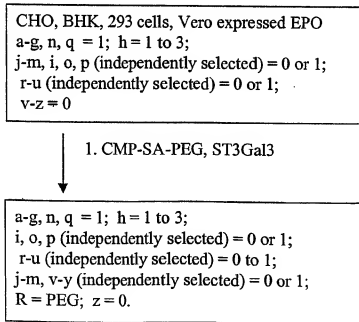 CHO, BHK, 293 cells, Vero expressed EPO
a-g, n, q = 1; h = 1 to 3;
j-m, i, o, p (independently selected) = 0 or 1;
r-u (independently selected) = 0 or 1;
v-z = 0
1. CMP-SA-PEG, ST3Gal3
a-g, n, q = 1; h = 1 to 3;
i, o, p (independently selected) = 0 or 1;
r-u (independently selected) = 0 to 1;
j-m, v-y (independently selected) = 0 or 1;
R = PEG; z = 0.